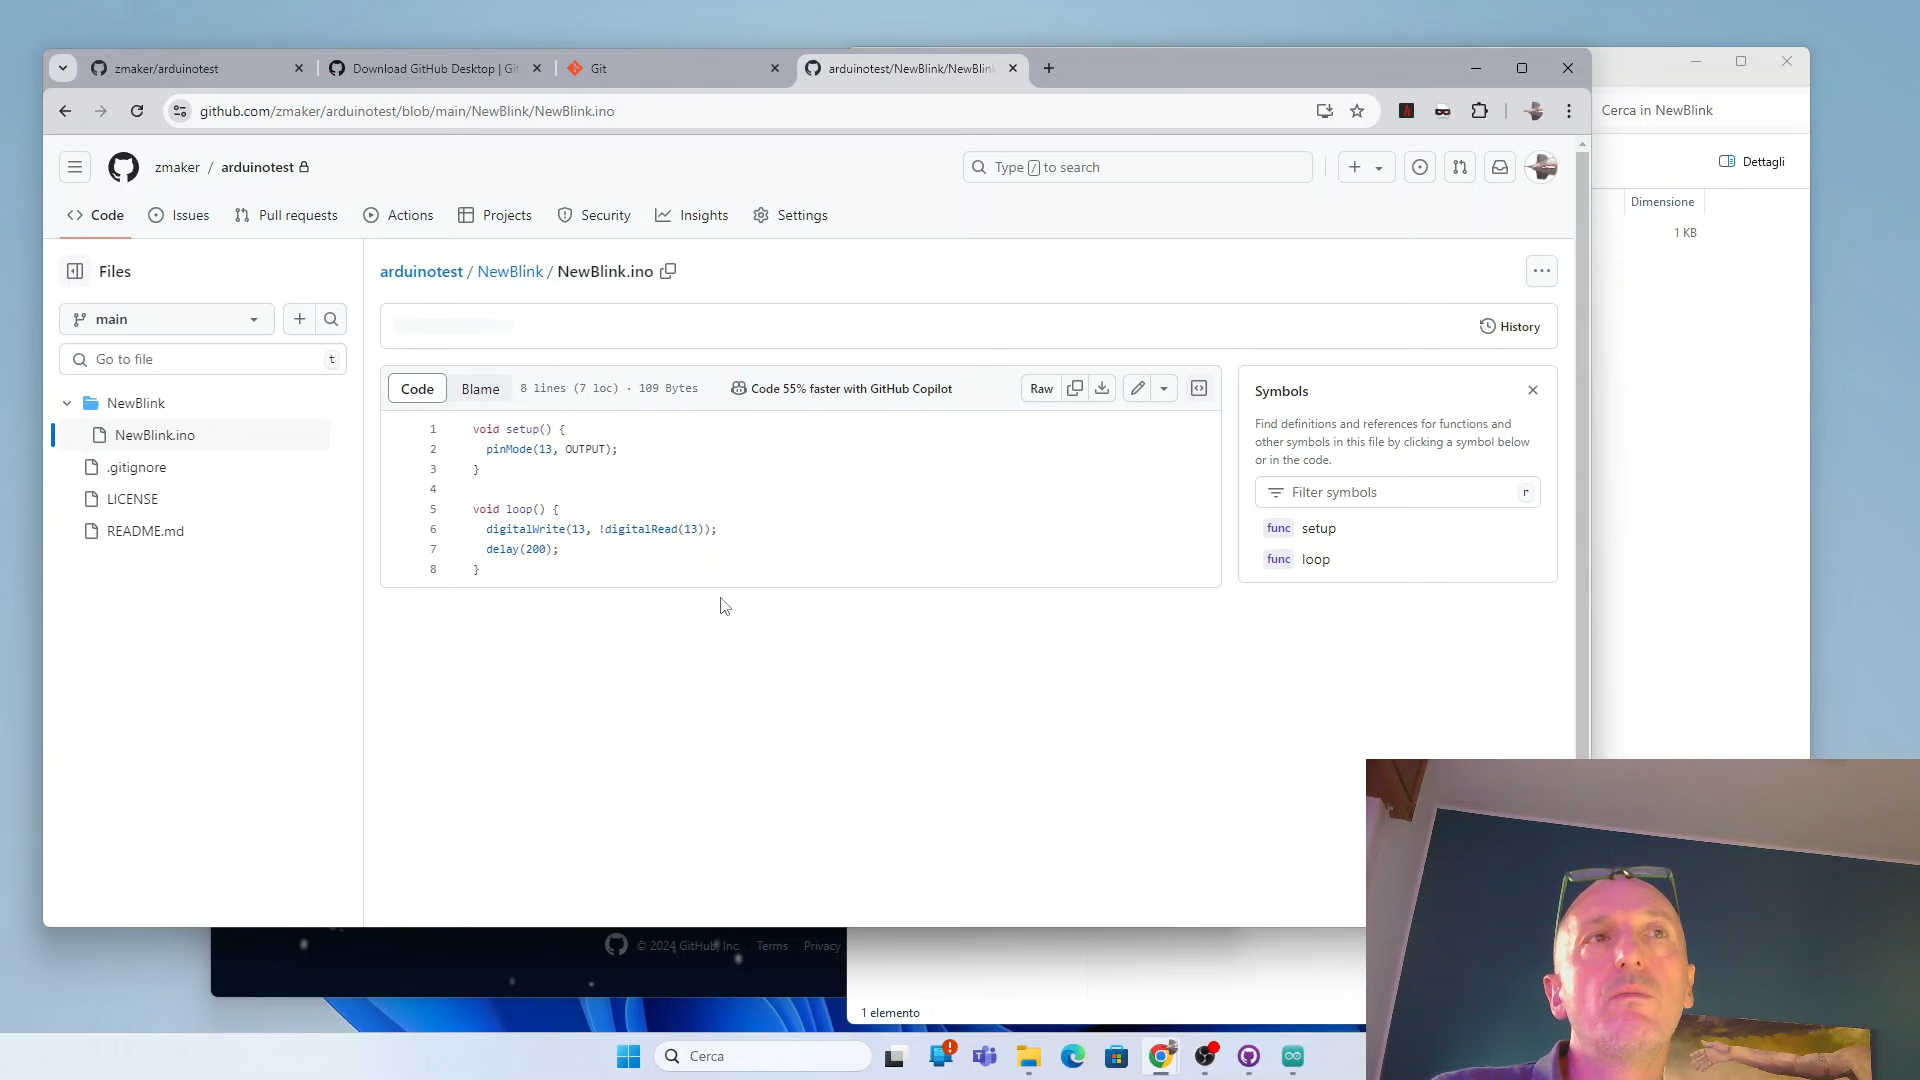 zmaker/arduinotest
Download GitHub Desktop | Git
Git
arduinotest/NewBlink/NewBlink
github.com/zmaker/arduinotest/blob/main/NewBlink/NewBlink.ino
Cerca in NewBlink
zmaker / arduinotest
Type / to search
Dettagli
Code
Issues
Pull requests
Actions
Projects
Security
Insights
Settings
Dimensione
1 KB
Files
arduinotest / NewBlink / NewBlink.ino
main
History
Go to file
t
Code
Blame
8 lines (7 loc) · 109 Bytes
Code 55% faster with GitHub Copilot
Raw
Symbols
Find definitions and references for functions and
other symbols in this file by clicking a symbol below
or in the code.
Filter symbols
r
func setup
func loop
NewBlink
NewBlink.ino
.gitignore
LICENSE
README.md
1 void setup() {
2 pinMode(13, OUTPUT);
3 }
4
5 void loop() {
6 digitalWrite(13, !digitalRead(13));
7 delay(200);
8 }
© 2024 GitHub, Inc.
Terms
Privacy
1 elemento
Cerca